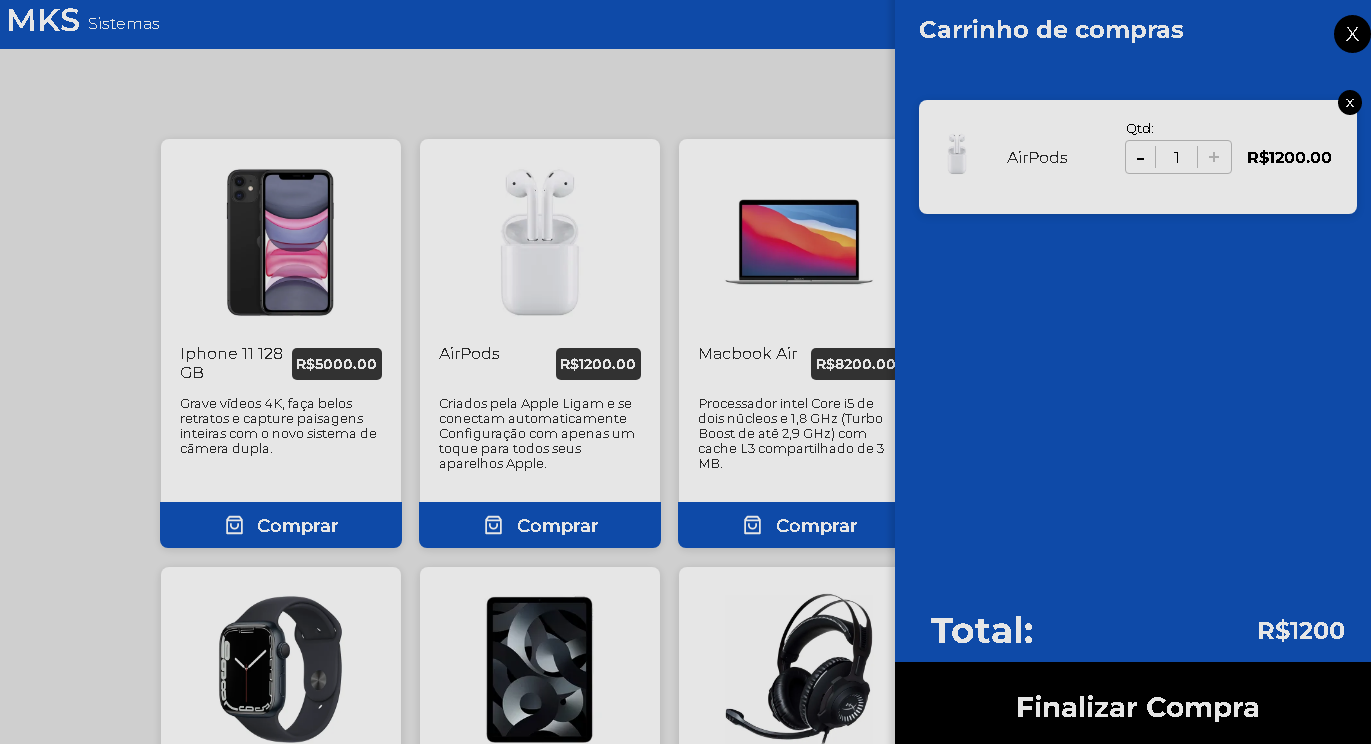 MKS Sistemas
Iphone 11 128
GB
R$5000.00
Grave vídeos 4K, faça belos
retratos e capture paisagens
inteiras com o novo sistema de
câmera dupla.
Comprar
AirPods
R$1200.00
Criados pela Apple Ligam e se
conectam automaticamente
Configuração com apenas um
toque para todos seus
aparelhos Apple.
Comprar
Macbook Air
R$8200.00
Processador intel Core i5 de
dois núcleos e 1,8 GHz (Turbo
Boost de até 2,9 GHz) com
cache L3 compartilhado de 3
MB.
Comprar
Carrinho de compras
X
X
AirPods
Qtd:
- 1 +
R$1200.00
Total:
R$1200
Finalizar Compra